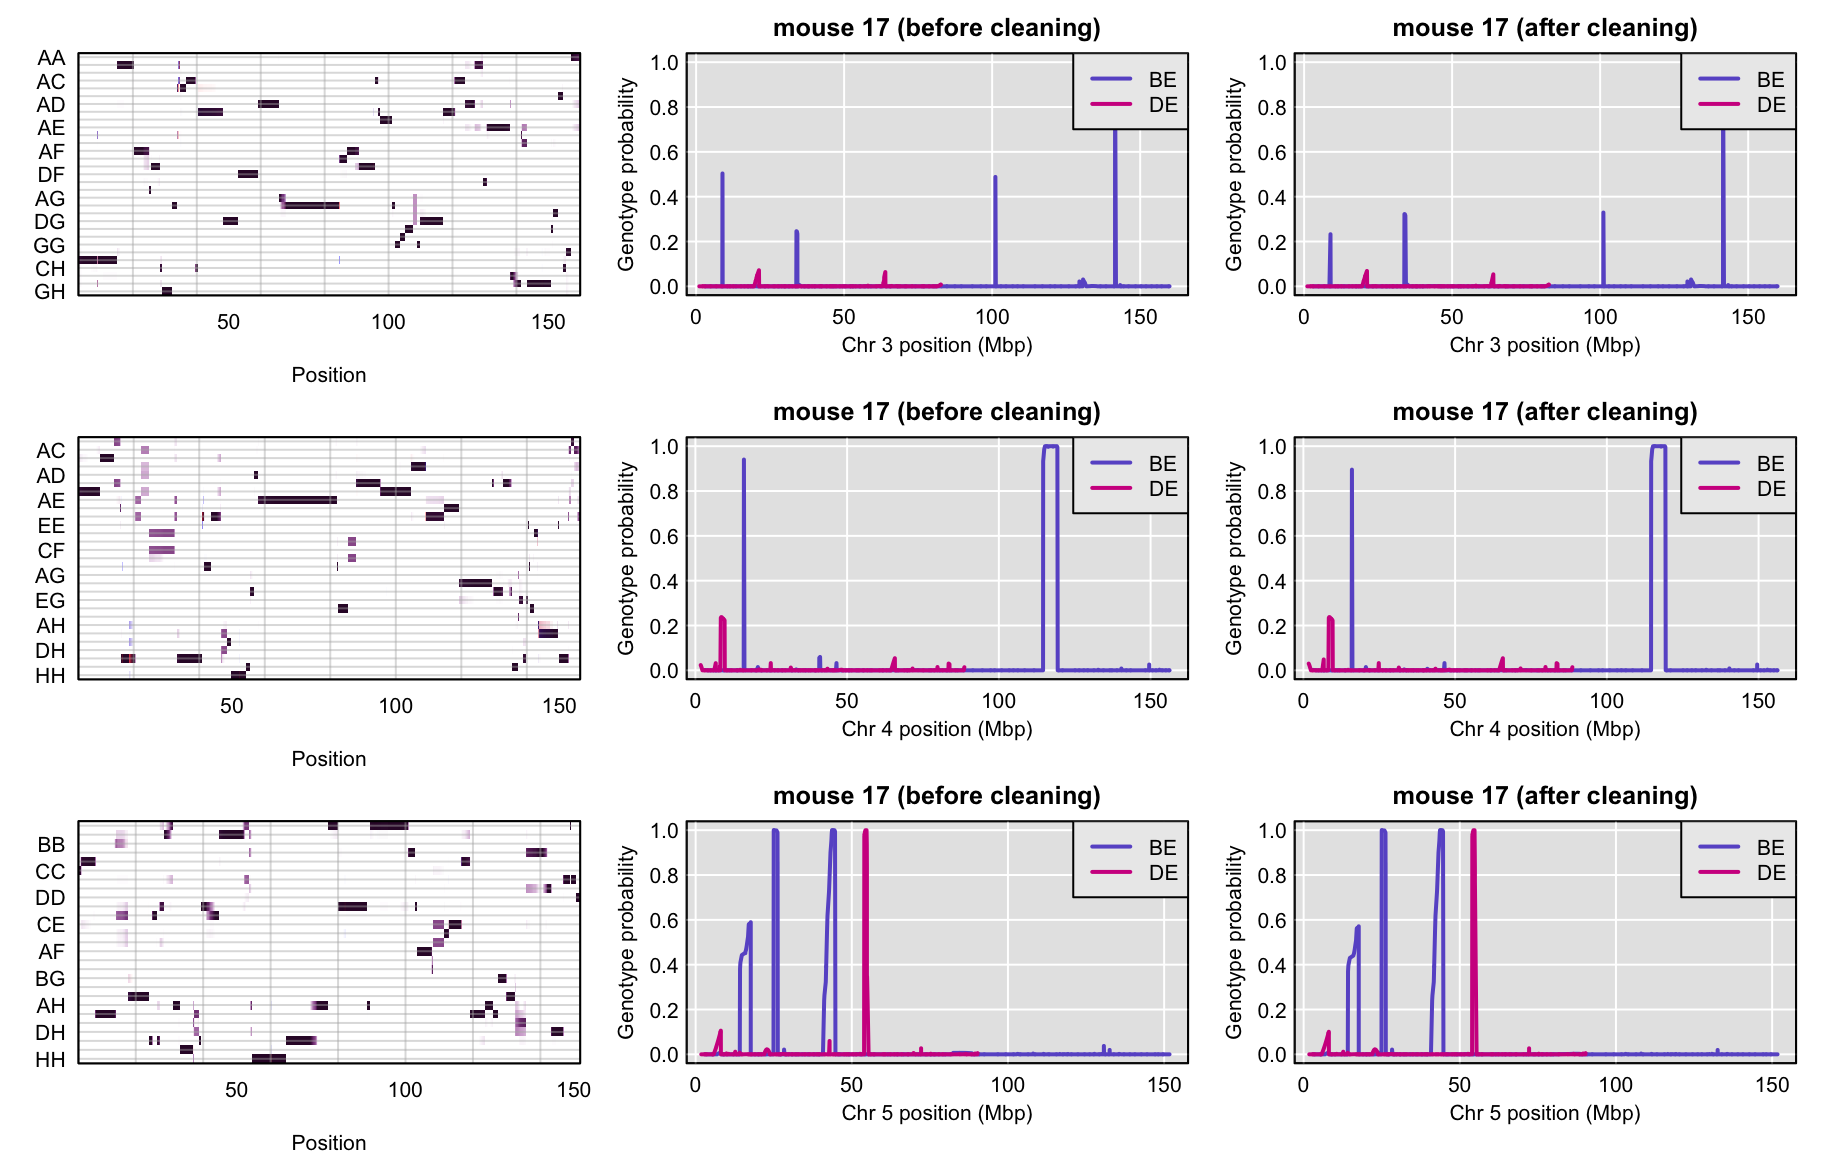 AA
AC
AD
AE
AF
DF
AG
DG
GG
CH
GH
50 100 150
Position
mouse 17 (before cleaning)
Genotype probability
1.0
0.8
0.6
0.4
0.2
0.0
BE
DE
0 50 100 150
Chr 3 position (Mbp)
mouse 17 (after cleaning)
Genotype probability
1.0
0.8
0.6
0.4
0.2
0.0
BE
DE
0 50 100 150
Chr 3 position (Mbp)
AC
AD
AE
EE
CF
AG
EG
AH
DH
HH
50 100 150
Position
mouse 17 (before cleaning)
Genotype probability
1.0
0.8
0.6
0.4
0.2
0.0
BE
DE
0 50 100 150
Chr 4 position (Mbp)
mouse 17 (after cleaning)
Genotype probability
1.0
0.8
0.6
0.4
0.2
0.0
BE
DE
0 50 100 150
Chr 4 position (Mbp)
BB
CC
DD
CE
AF
BG
AH
DH
HH
50 100 150
Position
mouse 17 (before cleaning)
Genotype probability
1.0
0.8
0.6
0.4
0.2
0.0
BE
DE
0 50 100 150
Chr 5 position (Mbp)
mouse 17 (after cleaning)
Genotype probability
1.0
0.8
0.6
0.4
0.2
0.0
BE
DE
0 50 100 150
Chr 5 position (Mbp)